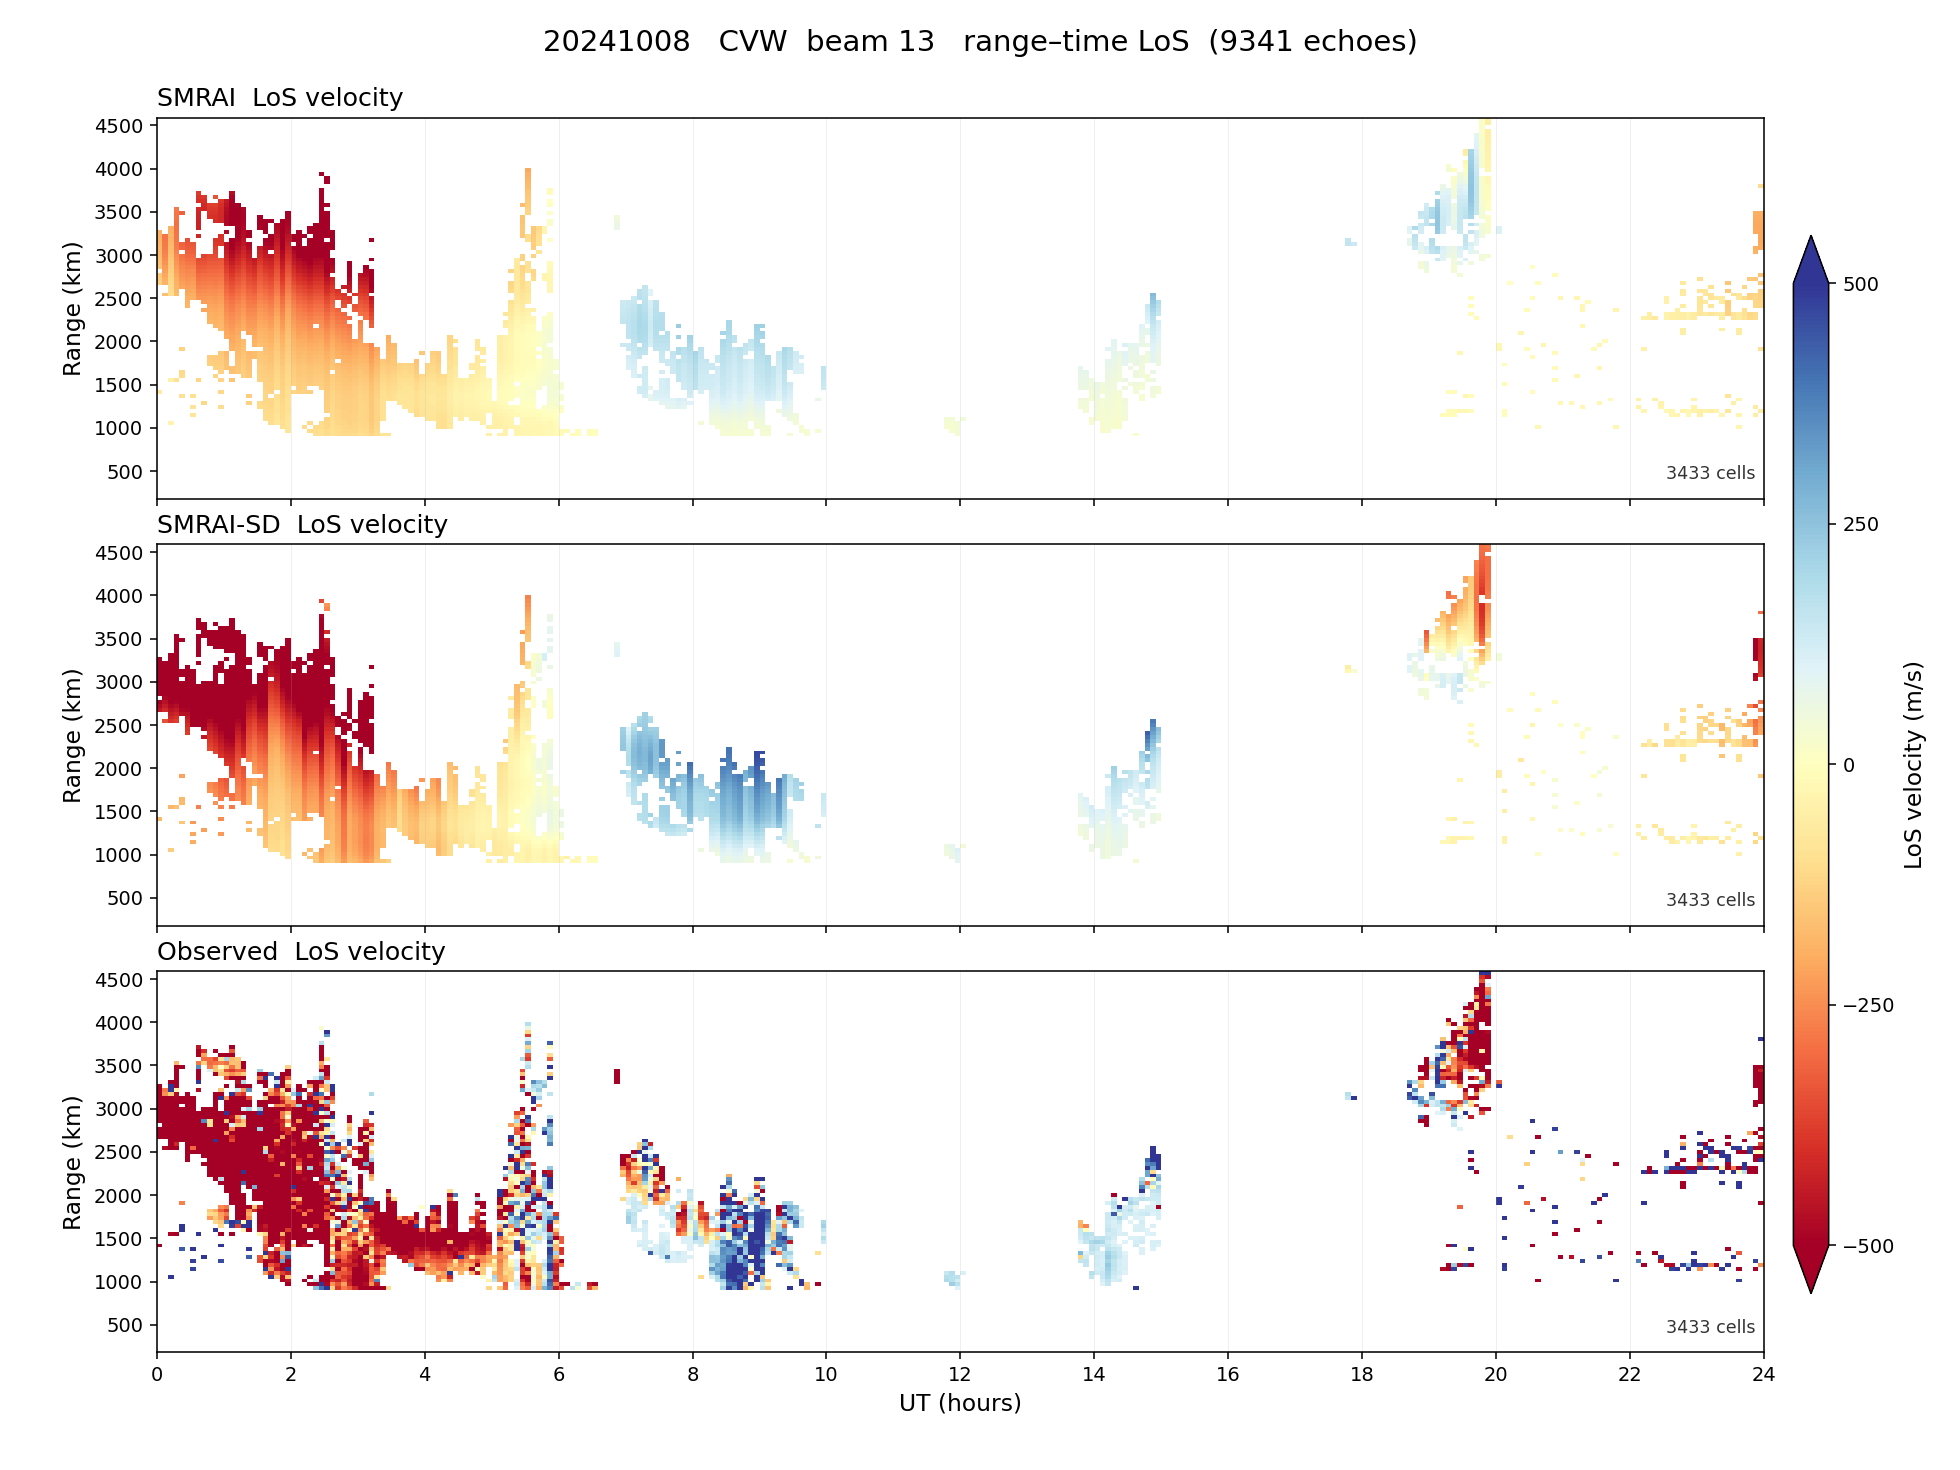 20241008   CVW  beam 13   range–time LoS  (9341 echoes)
SMRAI  LoS velocity
4500
4000
3500
3000
2500
2000
1500
1000
500
Range (km)
3433 cells
SMRAI-SD  LoS velocity
4500
4000
3500
3000
2500
2000
1500
1000
500
Range (km)
3433 cells
Observed  LoS velocity
4500
4000
3500
3000
2500
2000
1500
1000
500
Range (km)
3433 cells
0 2 4 6 8 10 12 14 16 18 20 22 24
UT (hours)
500
250
0
−250
−500
LoS velocity (m/s)